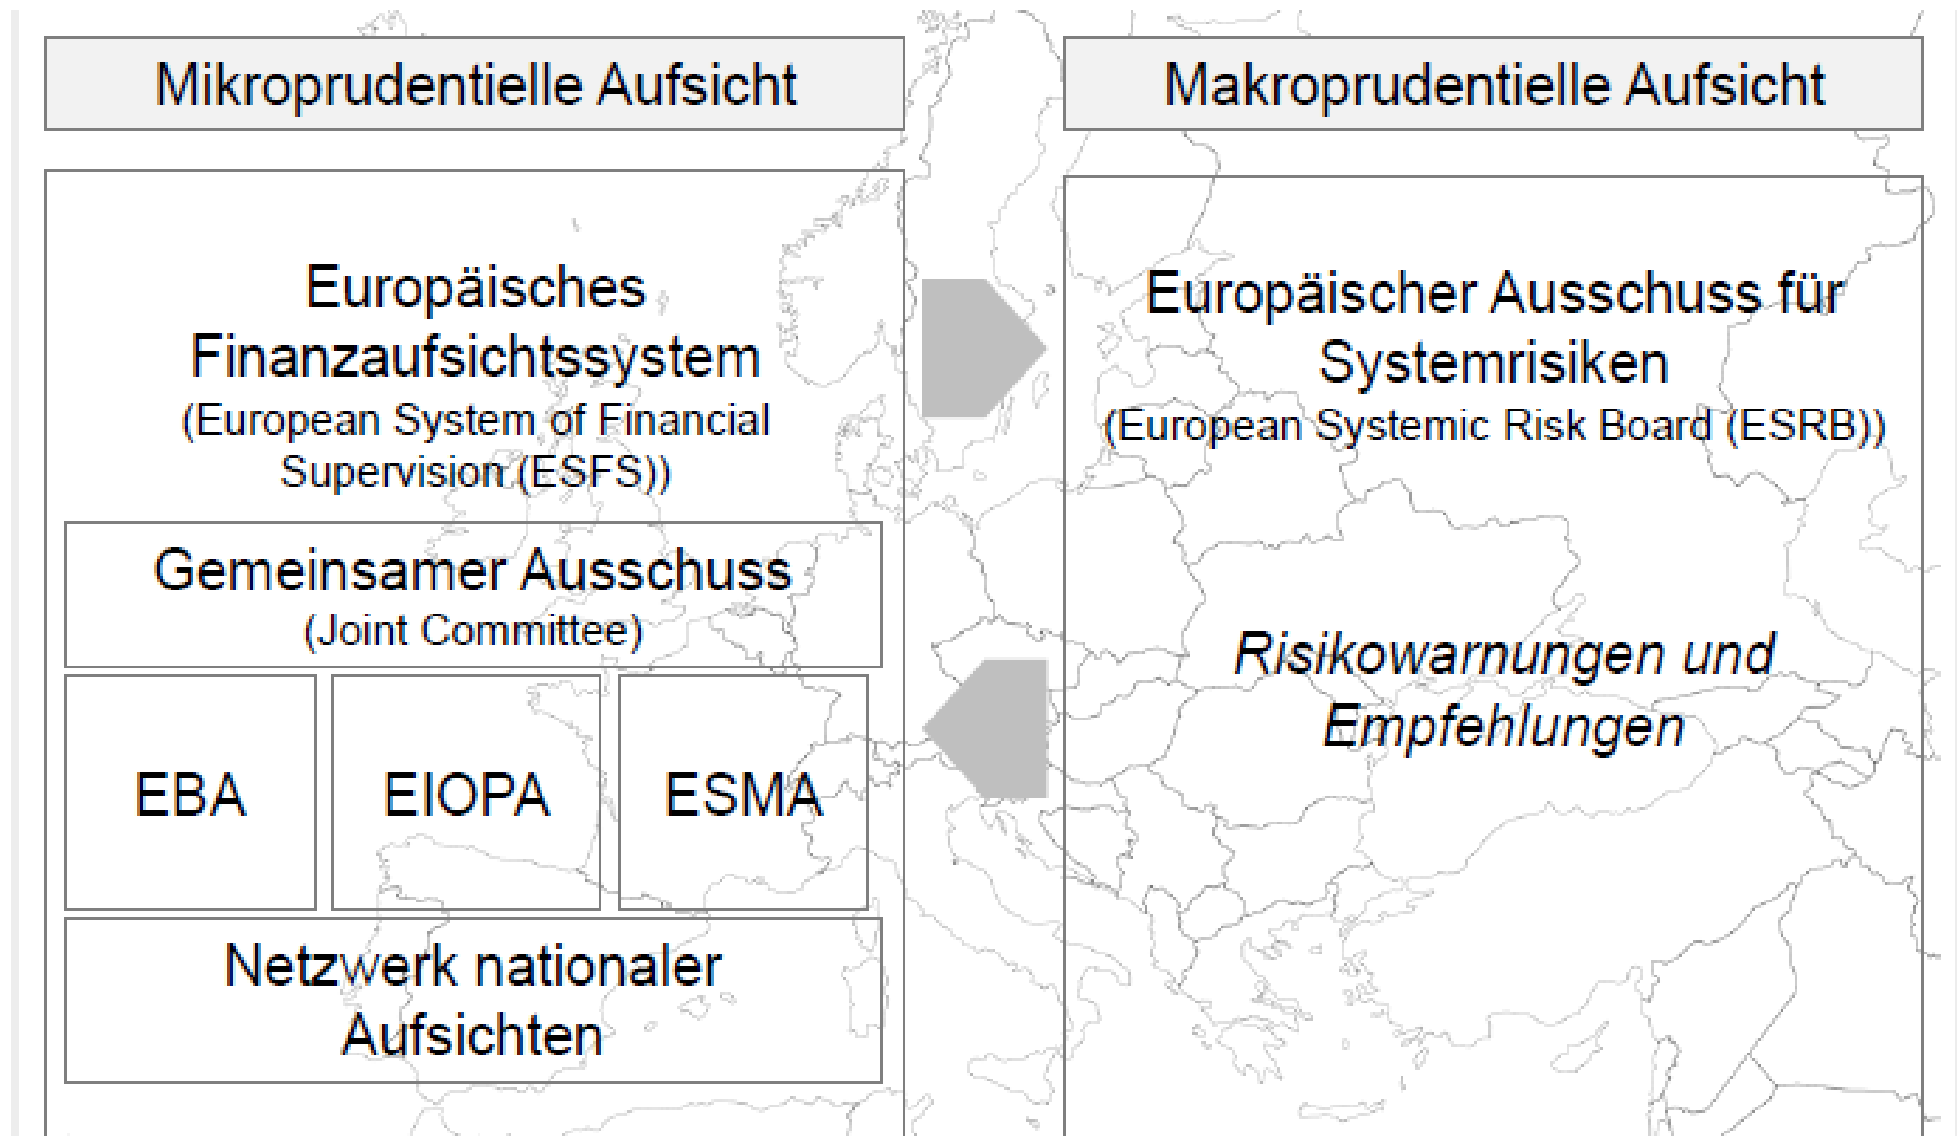 Mikroprudentielle Aufsicht
Europäisches
Finanzaufsichtssystem
(European System of Financial
Supervision (ESFS))
Gemeinsamer Ausschuss
(Joint Committee)
EBA
EIOPA
ESMA
Netzwerk nationaler
Aufsichten
Makroprudentielle Aufsicht
Europäischer Ausschuss für
Systemrisiken
(European Systemic Risk Board (ESRB))
Risikowarnungen und
Empfehlungen